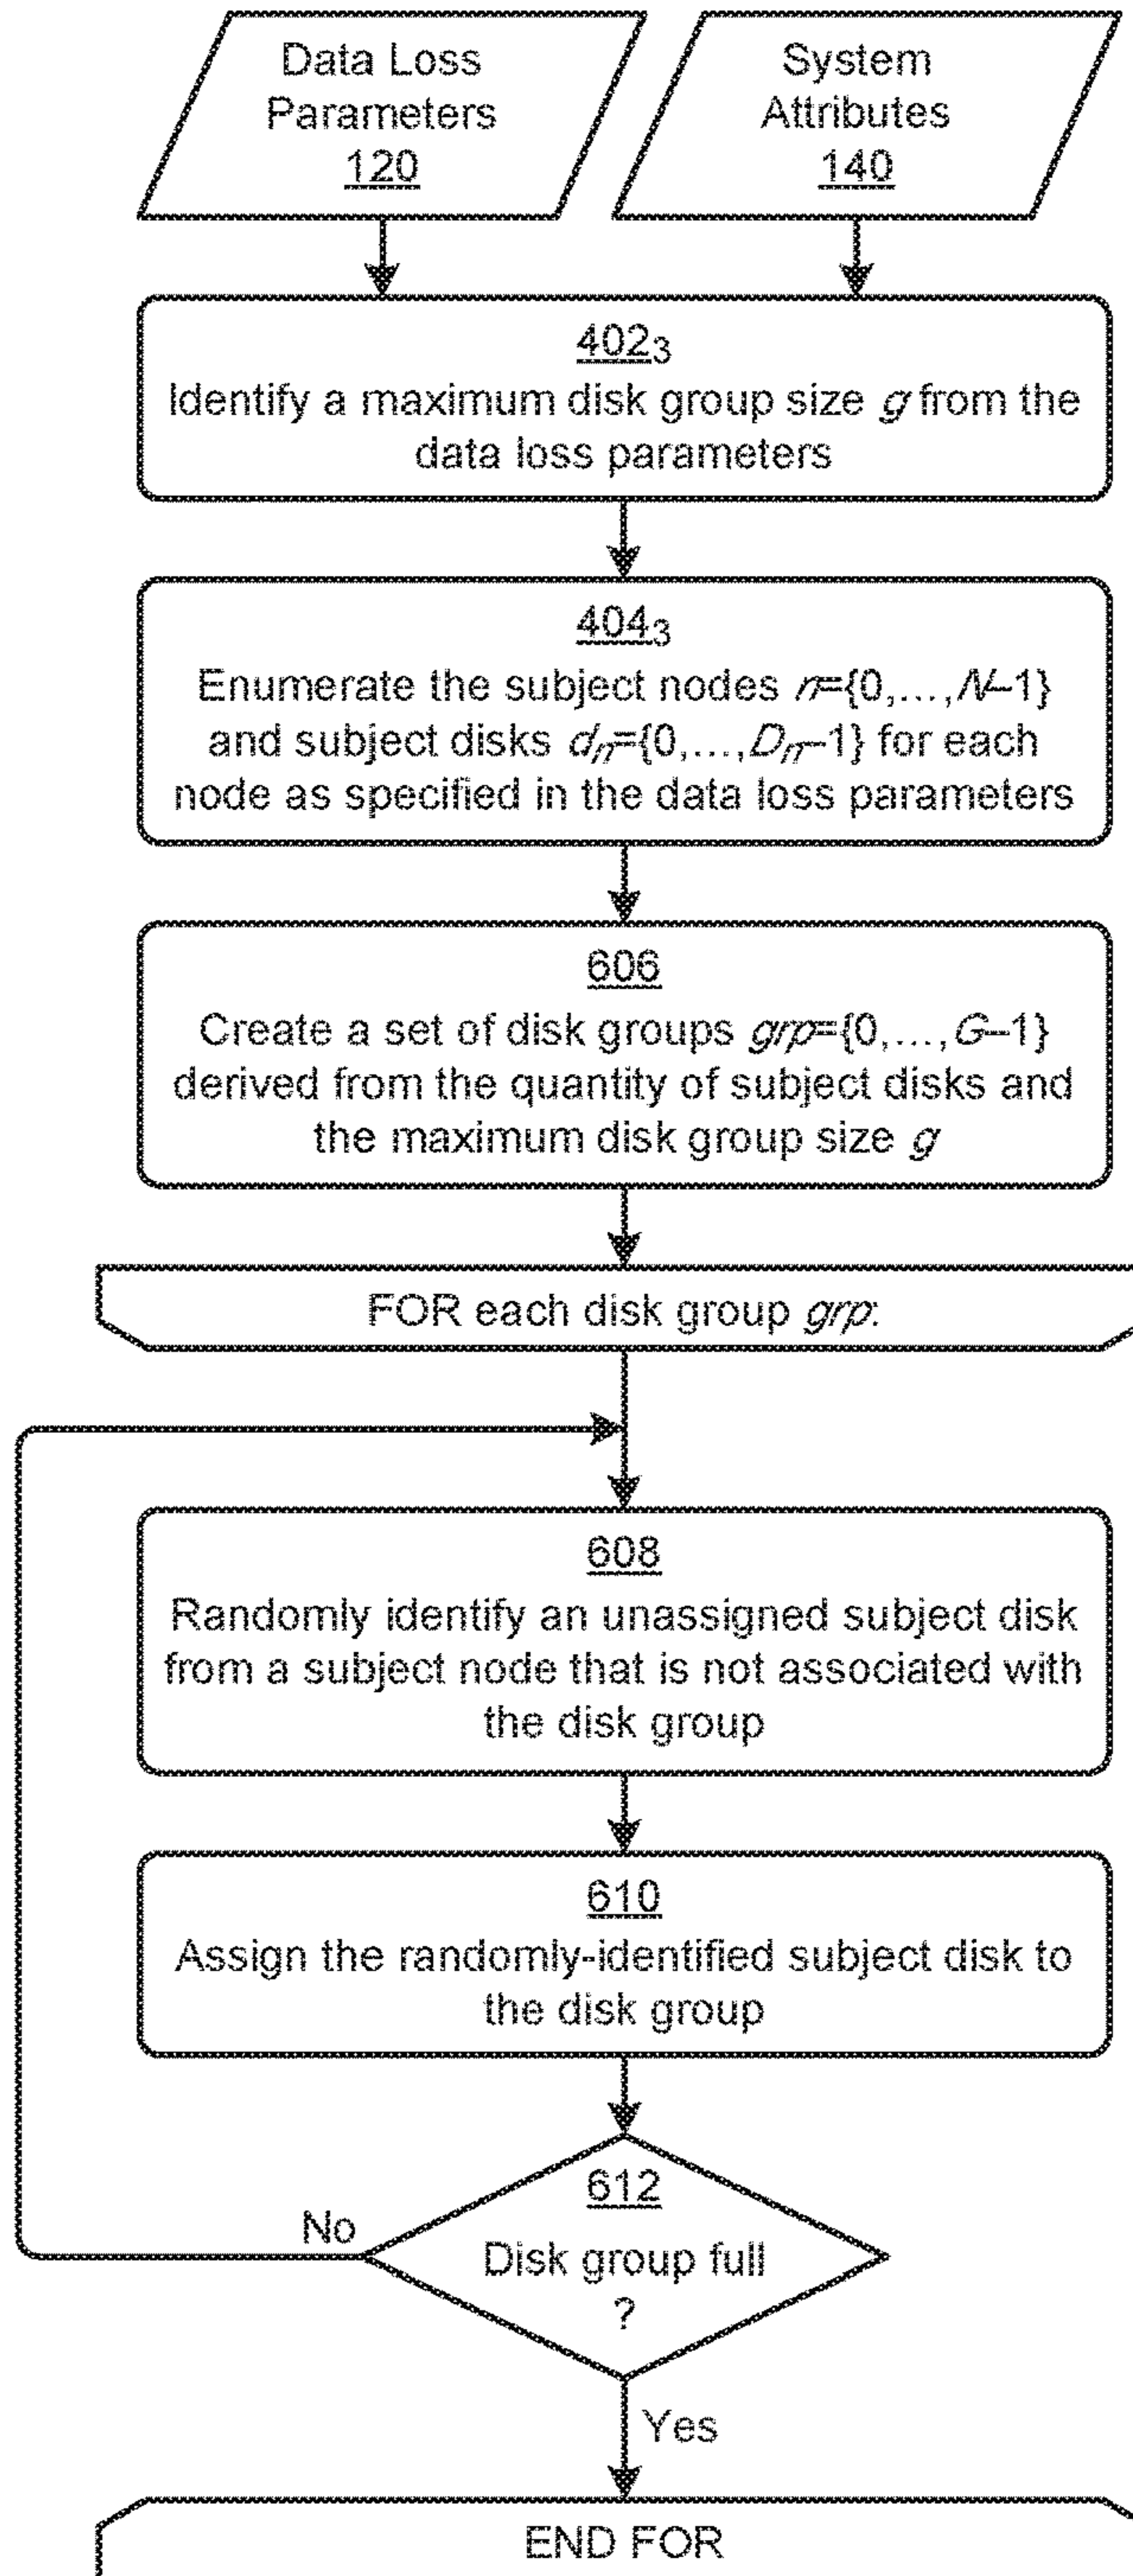 Data Loss
Parameters
120
System
Attributes
140
402₃
Identify a maximum disk group size g from the
data loss parameters
404₃
Enumerate the subject nodes n={0,…,N–1}
and subject disks dₙ={0,…,Dₙ–1} for each
node as specified in the data loss parameters
606
Create a set of disk groups grp={0,…,G–1}
derived from the quantity of subject disks and
the maximum disk group size g
FOR each disk group grp:
608
Randomly identify an unassigned subject disk
from a subject node that is not associated with
the disk group
610
Assign the randomly-identified subject disk to
the disk group
612
Disk group full
?
No
Yes
END FOR